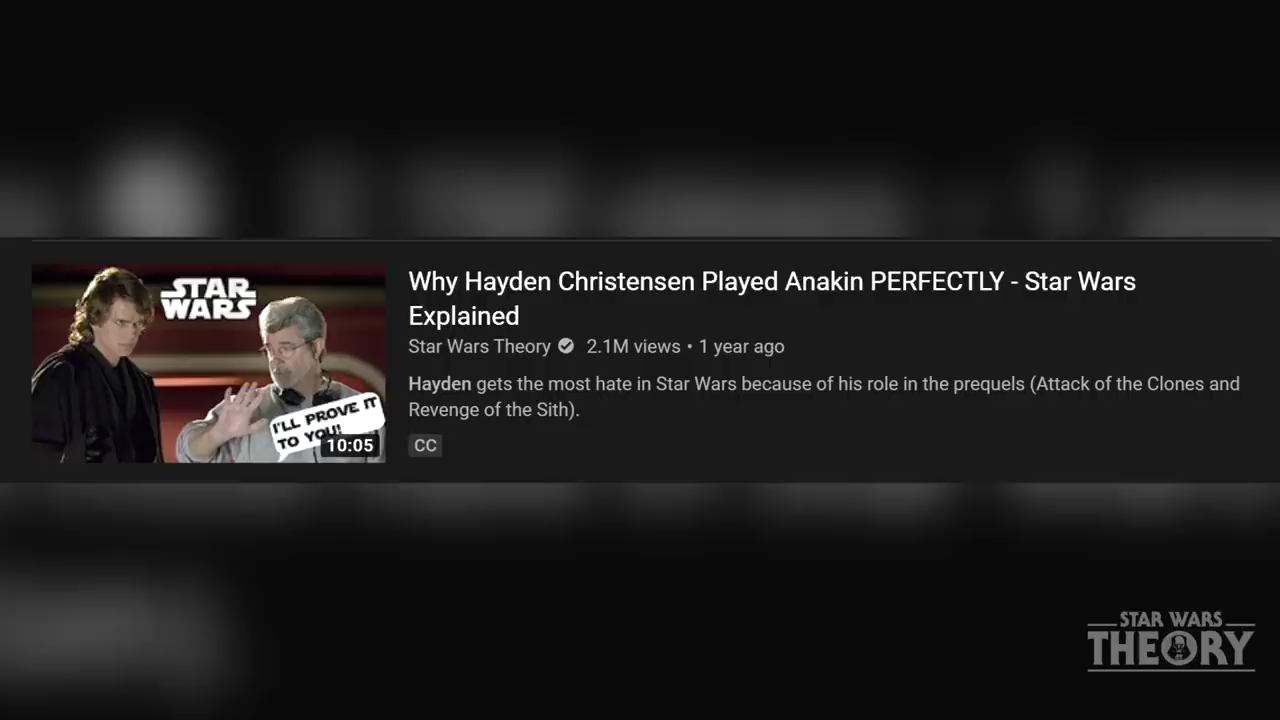 STAR
WARS
I'LL PROVE IT
TO YOU!
10:05
Why Hayden Christensen Played Anakin PERFECTLY - Star Wars
Explained
Star Wars Theory 2.1M views • 1 year ago
Hayden gets the most hate in Star Wars because of his role in the prequels (Attack of the Clones and
Revenge of the Sith).
CC
STAR WARS
THEORY